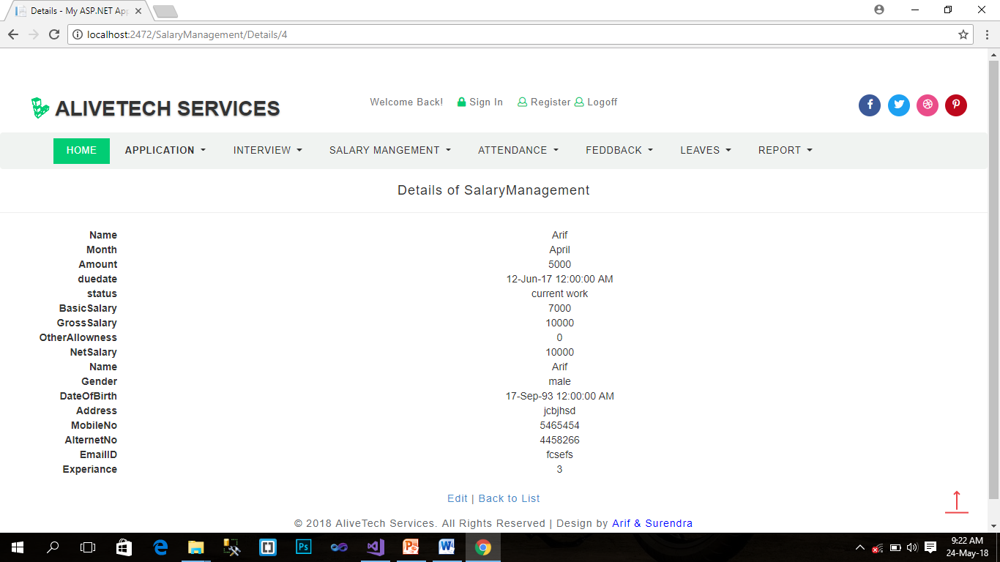 Details - My ASP.NET App
localhost:2472/SalaryManagement/Details/4
ALIVETECH SERVICES
Welcome Back! Sign In Register Logoff
HOME APPLICATION INTERVIEW SALARY MANGEMENT ATTENDANCE FEDDBACK LEAVES REPORT
Details of SalaryManagement
Name Arif
Month April
Amount 5000
duedate 12-Jun-17 12:00:00 AM
status current work
BasicSalary 7000
GrossSalary 10000
OtherAllowness 0
NetSalary 10000
Name Arif
Gender male
DateOfBirth 17-Sep-93 12:00:00 AM
Address jcbjhsd
MobileNo 5465454
AlternetNo 4458266
EmailID fcsefs
Experiance 3
Edit | Back to List
© 2018 AliveTech Services. All Rights Reserved | Design by Arif & Surendra
9:22 AM
24-May-18